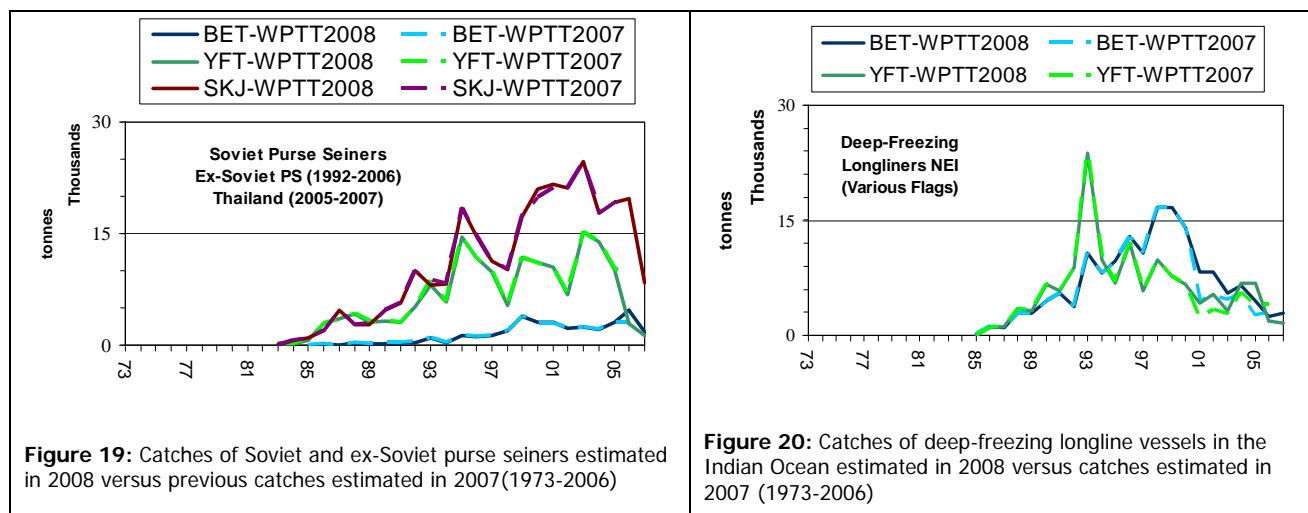 BET-WPTT2008 BET-WPTT2007
YFT-WPTT2008 YFT-WPTT2007
SKJ-WPTT2008 SKJ-WPTT2007
30
15
0
tonnes
Thousands
Soviet Purse Seiners
Ex-Soviet PS (1992-2006)
Thailand (2005-2007)
73 77 81 85 89 93 97 01 05
Figure 19: Catches of Soviet and ex-Soviet purse seiners estimated
in 2008 versus previous catches estimated in 2007(1973-2006)
BET-WPTT2008 BET-WPTT2007
YFT-WPTT2008 YFT-WPTT2007
30
15
0
tonnes
Thousands
Deep-Freezing
Longliners NEI
(Various Flags)
73 77 81 85 89 93 97 01 05
Figure 20: Catches of deep-freezing longline vessels in the
Indian Ocean estimated in 2008 versus catches estimated in
2007 (1973-2006)